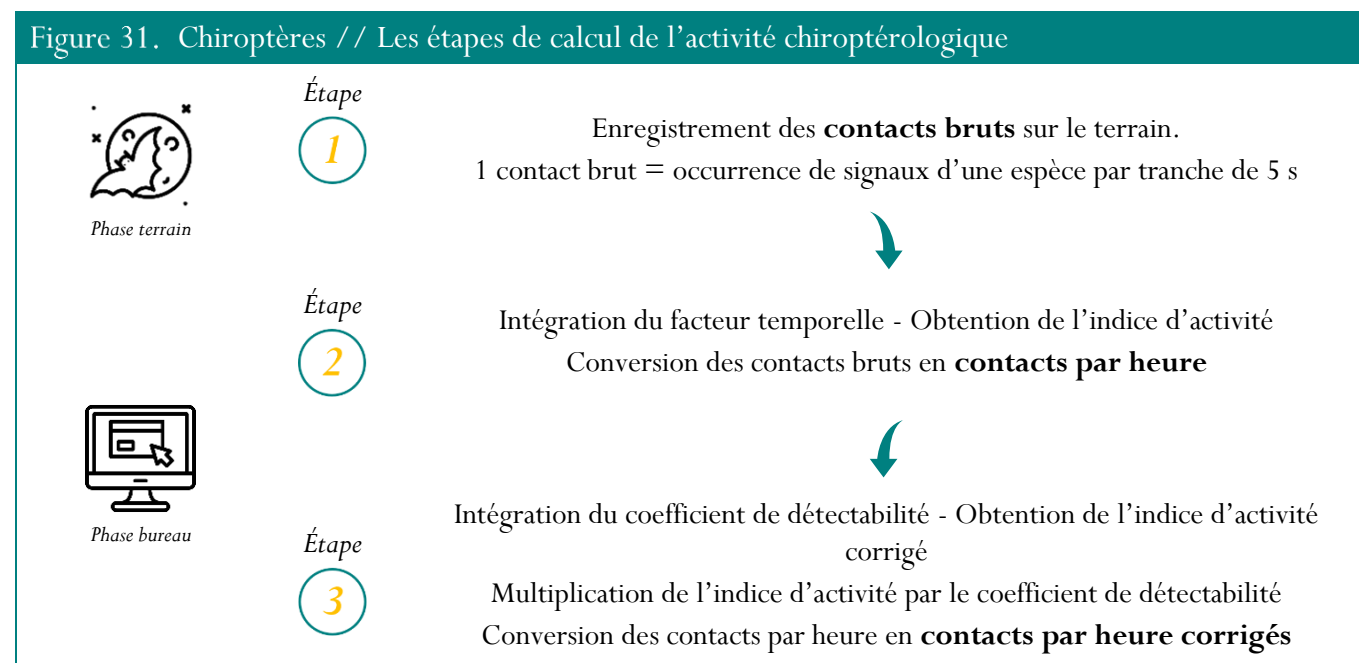 Figure 31. Chiroptères // Les étapes de calcul de l’activité chiroptérologique
Phase terrain
Étape
1
Enregistrement des contacts bruts sur le terrain.
1 contact brut = occurrence de signaux d’une espèce par tranche de 5 s
Étape
2
Intégration du facteur temporelle - Obtention de l’indice d’activité
Conversion des contacts bruts en contacts par heure
Phase bureau
Étape
3
Intégration du coefficient de détectabilité - Obtention de l’indice d’activité
corrigé
Multiplication de l’indice d’activité par le coefficient de détectabilité
Conversion des contacts par heure en contacts par heure corrigés